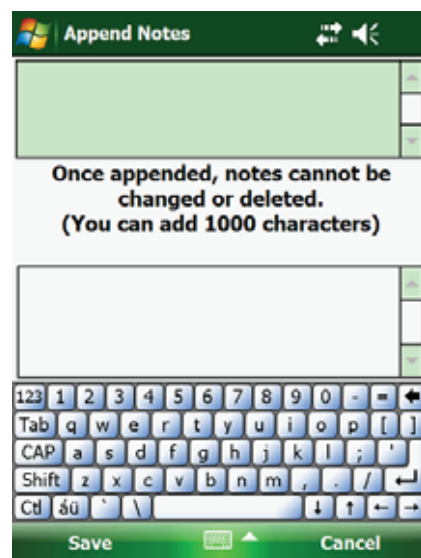 Append Notes
Once appended, notes cannot be
changed or deleted.
(You can add 1000 characters)
123 1 2 3 4 5 6 7 8 9 0 - =
Tab q w e r t y u i o p [ ]
CAP a s d f g h j k l ; '
Shift z x c v b n m , . /
Ctl áü ` \
Save Cancel